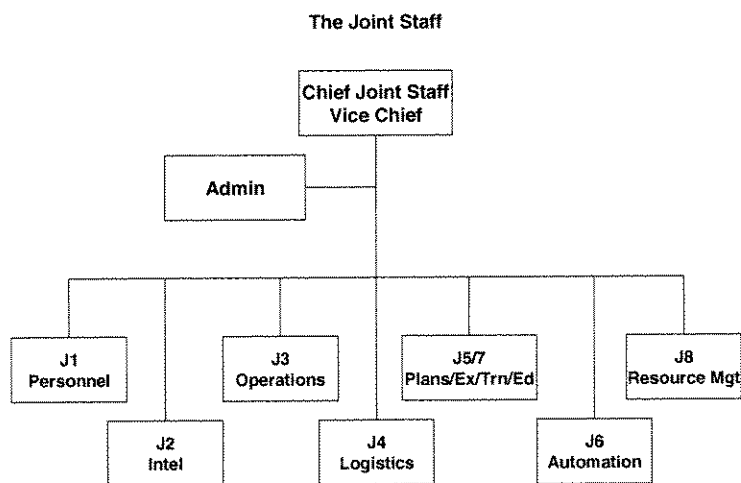 The Joint Staff
Chief Joint Staff
Vice Chief
Admin
J1
Personnel
J3
Operations
J5/7
Plans/Ex/Trn/Ed
J8
Resource Mgt
J2
Intel
J4
Logistics
J6
Automation